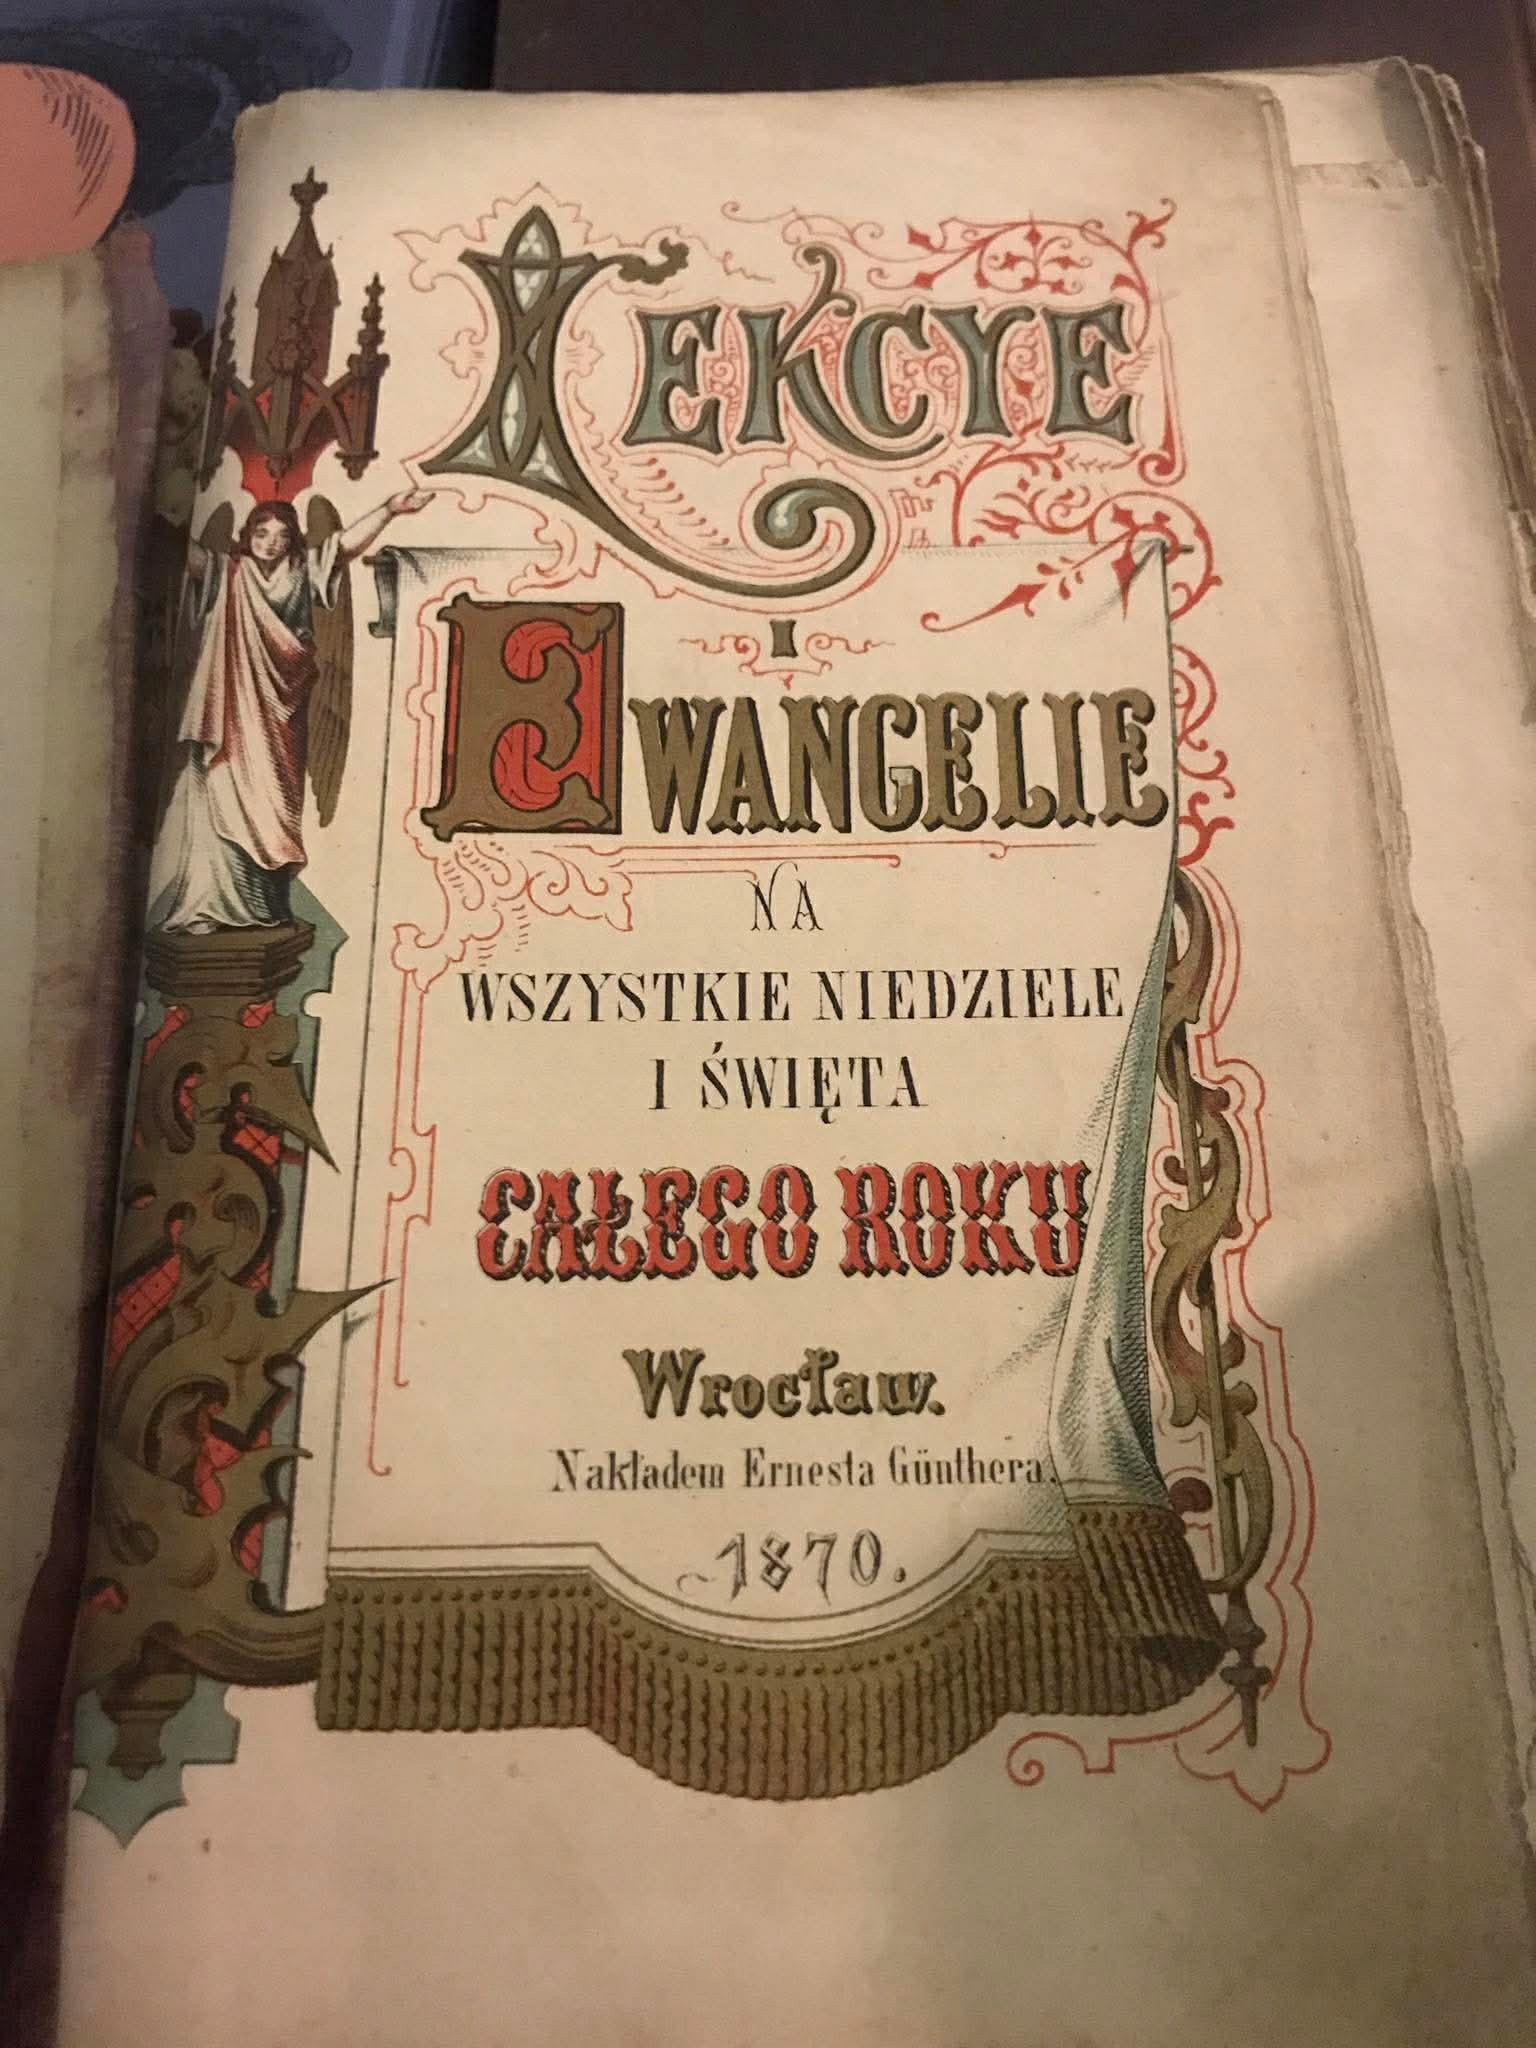 LEKCYE
I
EWANGELIE
NA
WSZYSTKIE NIEDZIELE
I ŚWIĘTA
CAŁEGO ROKU
Wrocław.
Nakładem Ernesta Günthera.
1870.